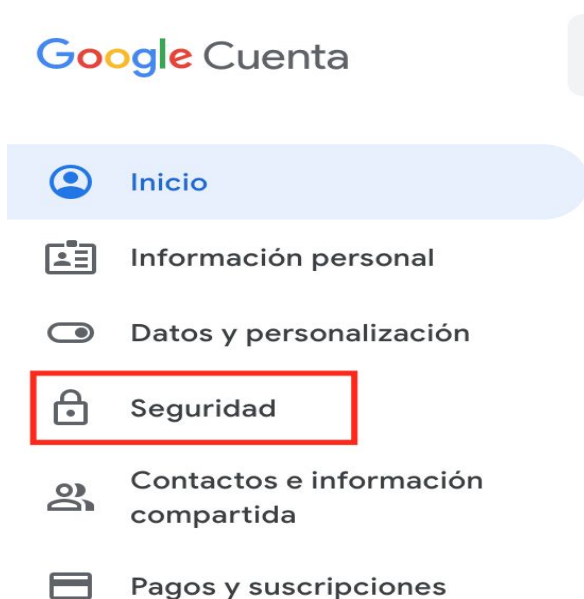 Google Cuenta
Inicio
Información personal
Datos y personalización
Seguridad
Contactos e información
compartida
Pagos y suscripciones